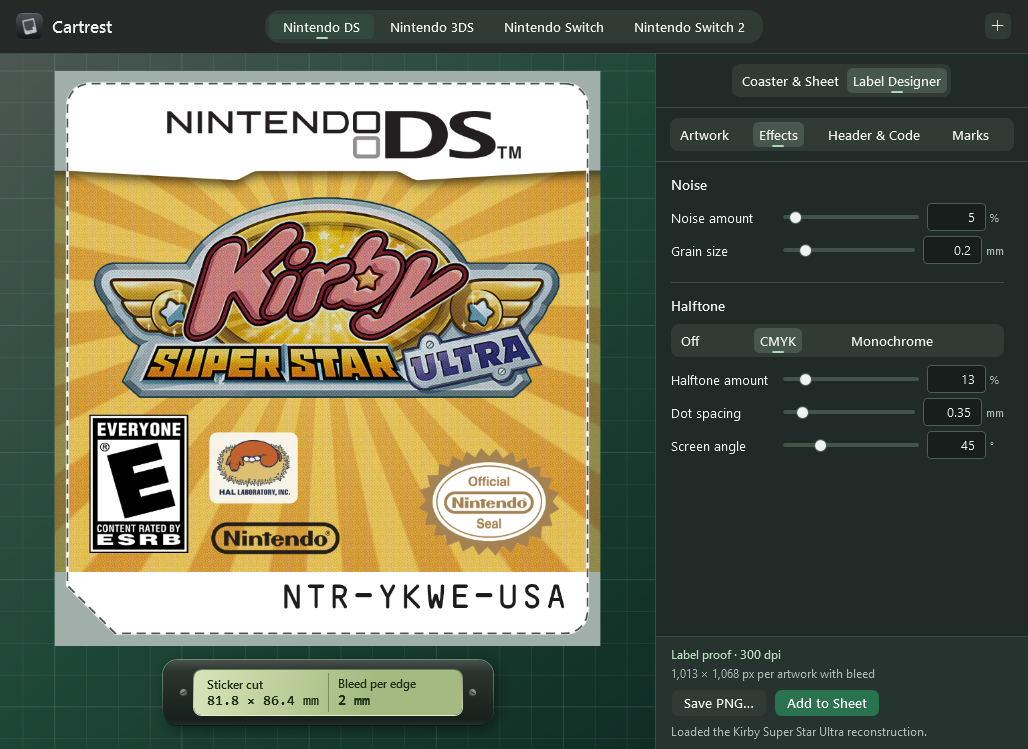 Cartrest
Nintendo DS
Nintendo 3DS
Nintendo Switch
Nintendo Switch 2
+
Coaster & Sheet
Label Designer
Artwork
Effects
Header & Code
Marks
NINTENDO DS TM
Kirby
SUPER STAR ULTRA
EVERYONE
®
E
CONTENT RATED BY
ESRB
HAL LABORATORY, INC.
Nintendo®
Official
Nintendo®
Seal
NTR-YKWE-USA
Sticker cut
81.8 × 86.4 mm
Bleed per edge
2 mm
Noise
Noise amount 5 %
Grain size 0.2 mm
Halftone
Off
CMYK
Monochrome
Halftone amount 13 %
Dot spacing 0.35 mm
Screen angle 45 °
Label proof · 300 dpi
1,013 × 1,068 px per artwork with bleed
Save PNG...
Add to Sheet
Loaded the Kirby Super Star Ultra reconstruction.